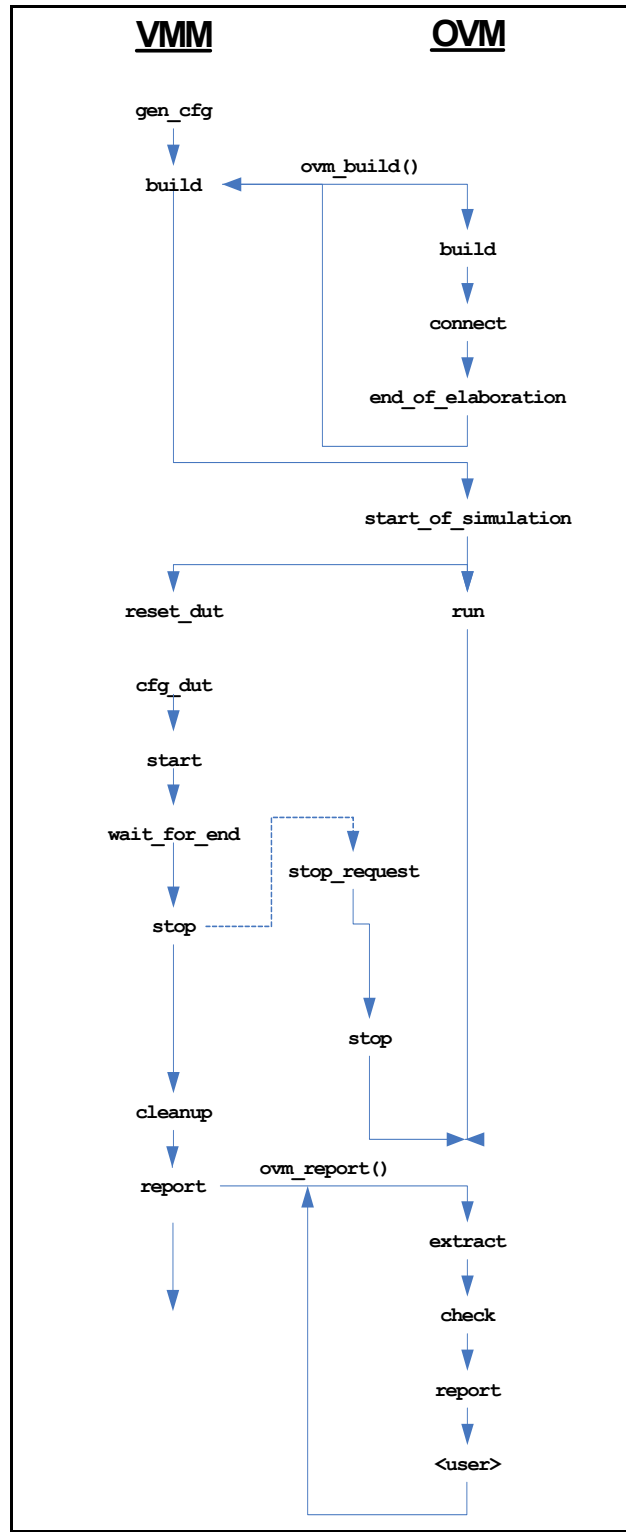 VMM OVM
gen_cfg
ovm_build()
build
build
connect
end_of_elaboration
start_of_simulation
reset_dut run
cfg_dut
start
wait_for_end
stop_request
stop
stop
cleanup
ovm_report()
report
extract
check
report
<user>